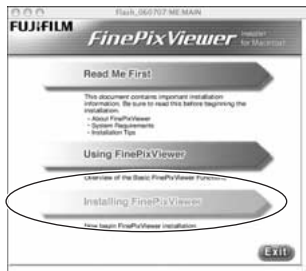 Flash_060707:ME:MAIN
FUJIFILM
FinePixViewer Installer for Macintosh
Read Me First
This document contains important installation
information. Be sure to read this before beginning the
installation.
- About FinePixViewer
- System Requirements
- Installation Tips
Using FinePixViewer
Overview of the Basic FinePixViewer Functions.
Installing FinePixViewer
Now begin FinePixViewer installation.
Exit